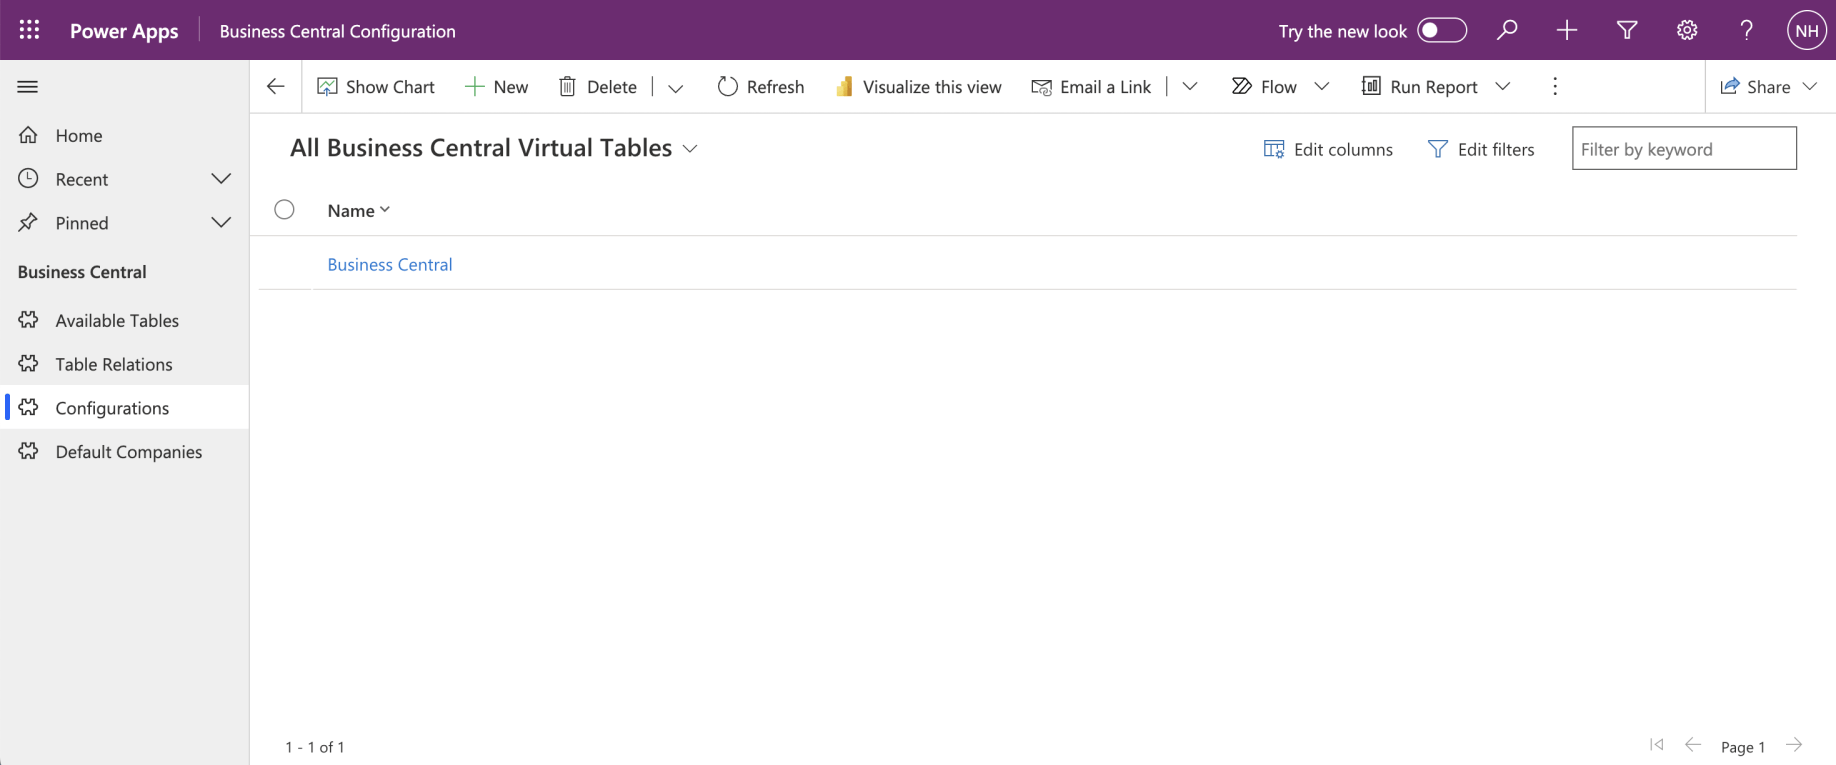 Power Apps
Business Central Configuration
Try the new look
NH
Show Chart
New
Delete
Refresh
Visualize this view
Email a Link
Flow
Run Report
Share
Home
Recent
Pinned
Business Central
Available Tables
Table Relations
Configurations
Default Companies
All Business Central Virtual Tables
Edit columns
Edit filters
Filter by keyword
Name
Business Central
1 - 1 of 1
Page 1